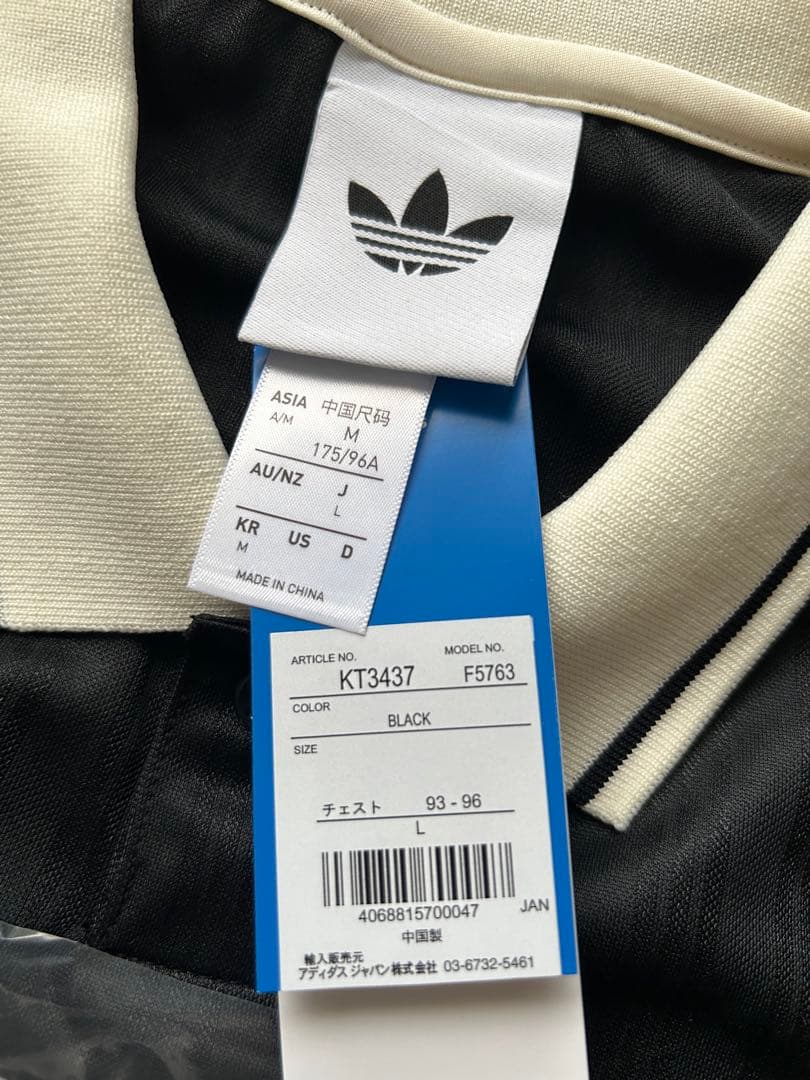 ASIA 中国尺码
A/M M
175/96A
AU/NZ J
L
KR US D
M
MADE IN CHINA
ARTICLE NO. MODEL NO.
KT3437 F5763
COLOR
BLACK
SIZE
チェスト 93 - 96
L
4068815700047 JAN
中国製
輸入販売元
アディダス ジャパン株式会社 03-6732-5461